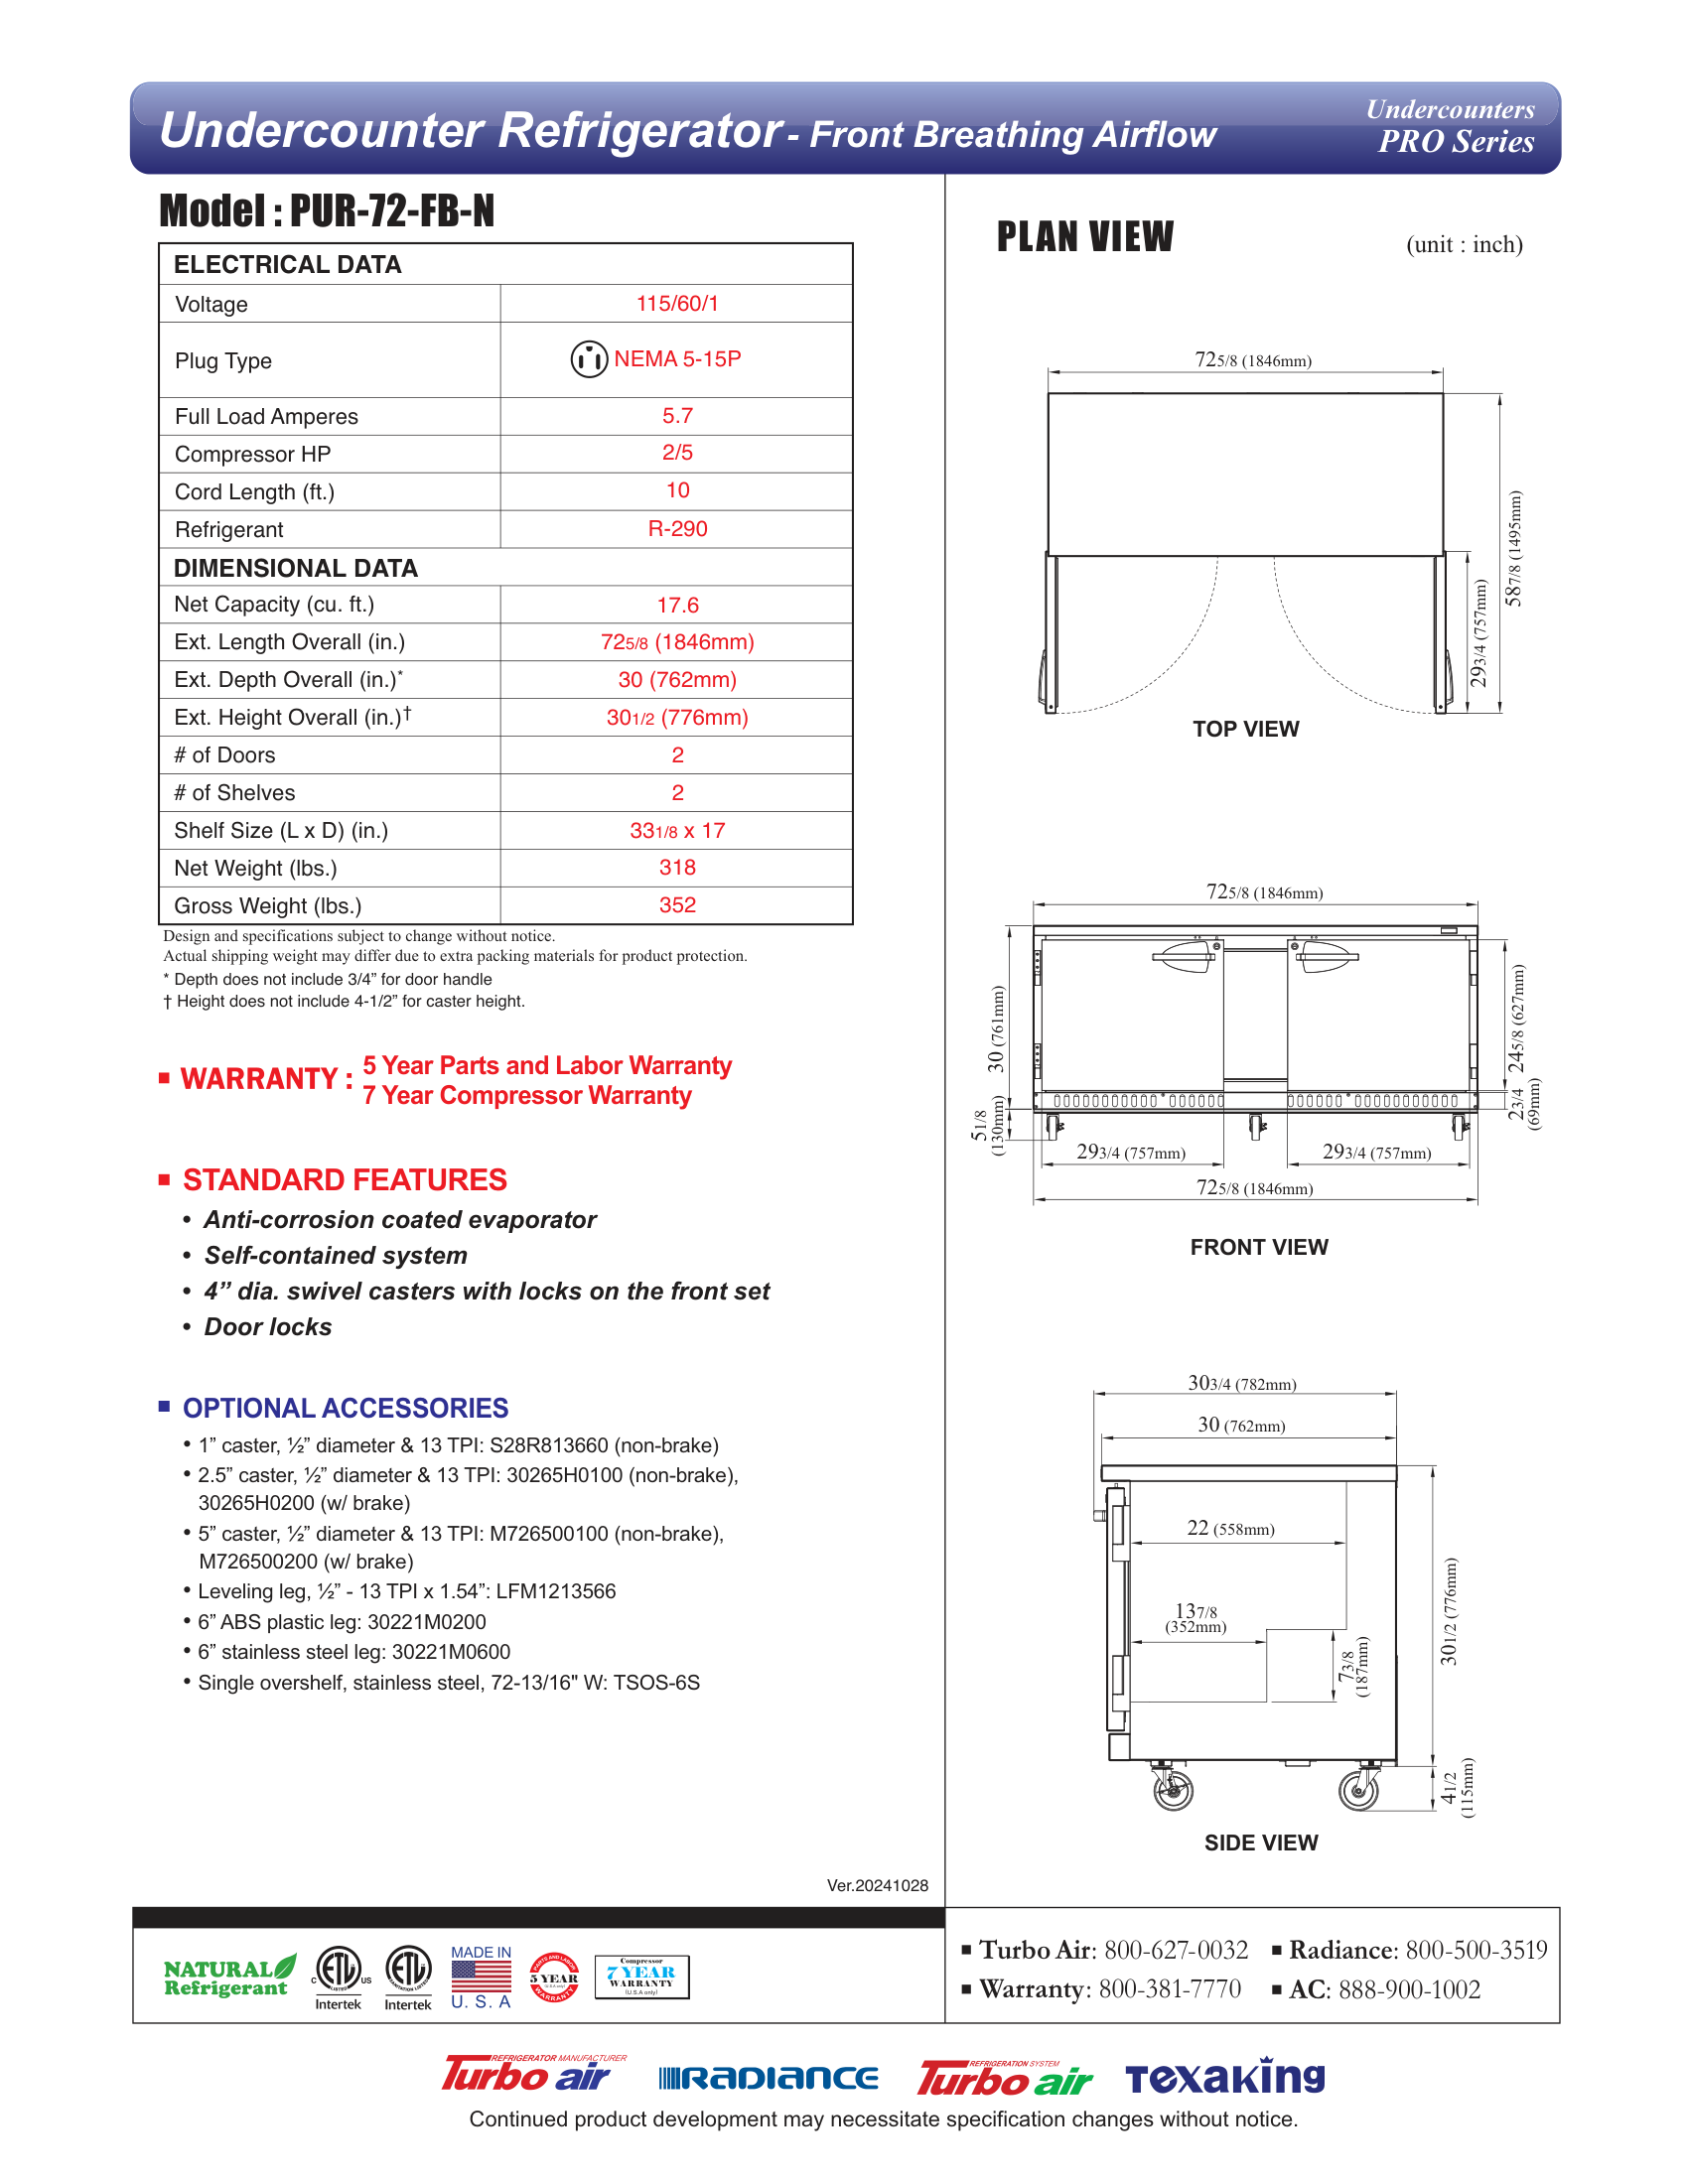 Undercounter Refrigerator - Front Breathing Airflow
Undercounters
PRO Series
Model : PUR-72-FB-N
ELECTRICAL DATA
Voltage 115/60/1
Plug Type NEMA 5-15P
Full Load Amperes 5.7
Compressor HP 2/5
Cord Length (ft.) 10
Refrigerant R-290
DIMENSIONAL DATA
Net Capacity (cu. ft.) 17.6
Ext. Length Overall (in.) 72 5/8 (1846mm)
Ext. Depth Overall (in.)* 30 (762mm)
Ext. Height Overall (in.)† 30 1/2 (776mm)
# of Doors 2
# of Shelves 2
Shelf Size (L x D) (in.) 33 1/8 x 17
Net Weight (lbs.) 318
Gross Weight (lbs.) 352
Design and specifications subject to change without notice.
Actual shipping weight may differ due to extra packing materials for product protection.
* Depth does not include 3/4” for door handle
† Height does not include 4-1/2” for caster height.
WARRANTY :
5 Year Parts and Labor Warranty
7 Year Compressor Warranty
STANDARD FEATURES
• Anti-corrosion coated evaporator
• Self-contained system
• 4” dia. swivel casters with locks on the front set
• Door locks
OPTIONAL ACCESSORIES
• 1” caster, ½” diameter & 13 TPI: S28R813660 (non-brake)
• 2.5” caster, ½” diameter & 13 TPI: 30265H0100 (non-brake),
30265H0200 (w/ brake)
• 5” caster, ½” diameter & 13 TPI: M726500100 (non-brake),
M726500200 (w/ brake)
• Leveling leg, ½” - 13 TPI x 1.54”: LFM1213566
• 6” ABS plastic leg: 30221M0200
• 6” stainless steel leg: 30221M0600
• Single overshelf, stainless steel, 72-13/16" W: TSOS-6S
Ver.20241028
PLAN VIEW
(unit : inch)
72 5/8 (1846mm)
58 7/8 (1495mm)
29 3/4 (757mm)
TOP VIEW
72 5/8 (1846mm)
30 (761mm)
5 1/8
(130mm)
24 5/8 (627mm)
2 3/4
(69mm)
29 3/4 (757mm)
29 3/4 (757mm)
72 5/8 (1846mm)
FRONT VIEW
30 3/4 (782mm)
30 (762mm)
22 (558mm)
13 7/8
(352mm)
7 3/8
(187mm)
30 1/2 (776mm)
4 1/2
(115mm)
SIDE VIEW
NATURAL
Refrigerant
C ETL US
LISTED
Intertek
ETL
Intertek
MADE IN
U. S. A
PARTS AND LABOR
5 YEAR
WARRANTY
Compressor
7 YEAR
WARRANTY
(U.S.A only)
Turbo Air: 800-627-0032
Radiance: 800-500-3519
Warranty: 800-381-7770
AC: 888-900-1002
REFRIGERATOR MANUFACTURER
Turbo air
RADIANCE
REFRIGERATION SYSTEM
Turbo air
Texaking
Continued product development may necessitate specification changes without notice.